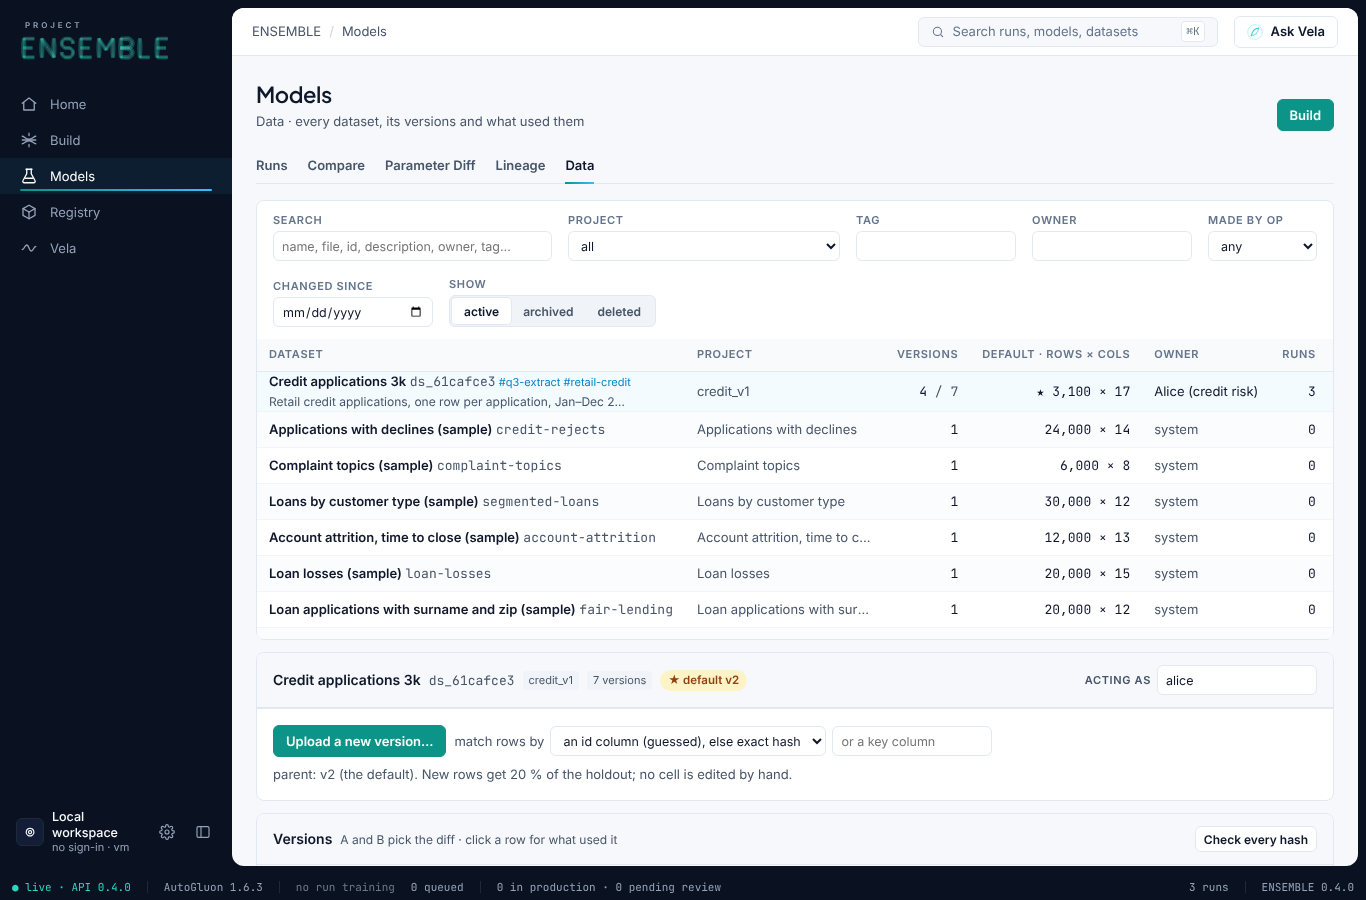 PROJECT
ENSEMBLE
Home
Build
Models
Registry
Vela
Local workspace
no sign-in · vm
ENSEMBLE / Models
Search runs, models, datasets ⌘K
Ask Vela
Models
Data · every dataset, its versions and what used them
Build
Runs Compare Parameter Diff Lineage Data
SEARCH PROJECT TAG OWNER MADE BY OP
name, file, id, description, owner, tag... all any
CHANGED SINCE SHOW
mm/dd/yyyy active archived deleted
DATASET PROJECT VERSIONS DEFAULT · ROWS × COLS OWNER RUNS
Credit applications 3k ds_61cafce3 #q3-extract #retail-credit
Retail credit applications, one row per application, Jan–Dec 2...
credit_v1 4 / 7 ★ 3,100 × 17 Alice (credit risk) 3
Applications with declines (sample) credit-rejects Applications with declines 1 24,000 × 14 system 0
Complaint topics (sample) complaint-topics Complaint topics 1 6,000 × 8 system 0
Loans by customer type (sample) segmented-loans Loans by customer type 1 30,000 × 12 system 0
Account attrition, time to close (sample) account-attrition Account attrition, time to c... 1 12,000 × 13 system 0
Loan losses (sample) loan-losses Loan losses 1 20,000 × 15 system 0
Loan applications with surname and zip (sample) fair-lending Loan applications with sur... 1 20,000 × 12 system 0
Credit applications 3k ds_61cafce3 credit_v1 7 versions ★ default v2 ACTING AS alice
Upload a new version... match rows by an id column (guessed), else exact hash or a key column
parent: v2 (the default). New rows get 20 % of the holdout; no cell is edited by hand.
Versions A and B pick the diff · click a row for what used it Check every hash
● live · API 0.4.0 AutoGluon 1.6.3 no run training 0 queued 0 in production · 0 pending review 3 runs ENSEMBLE 0.4.0